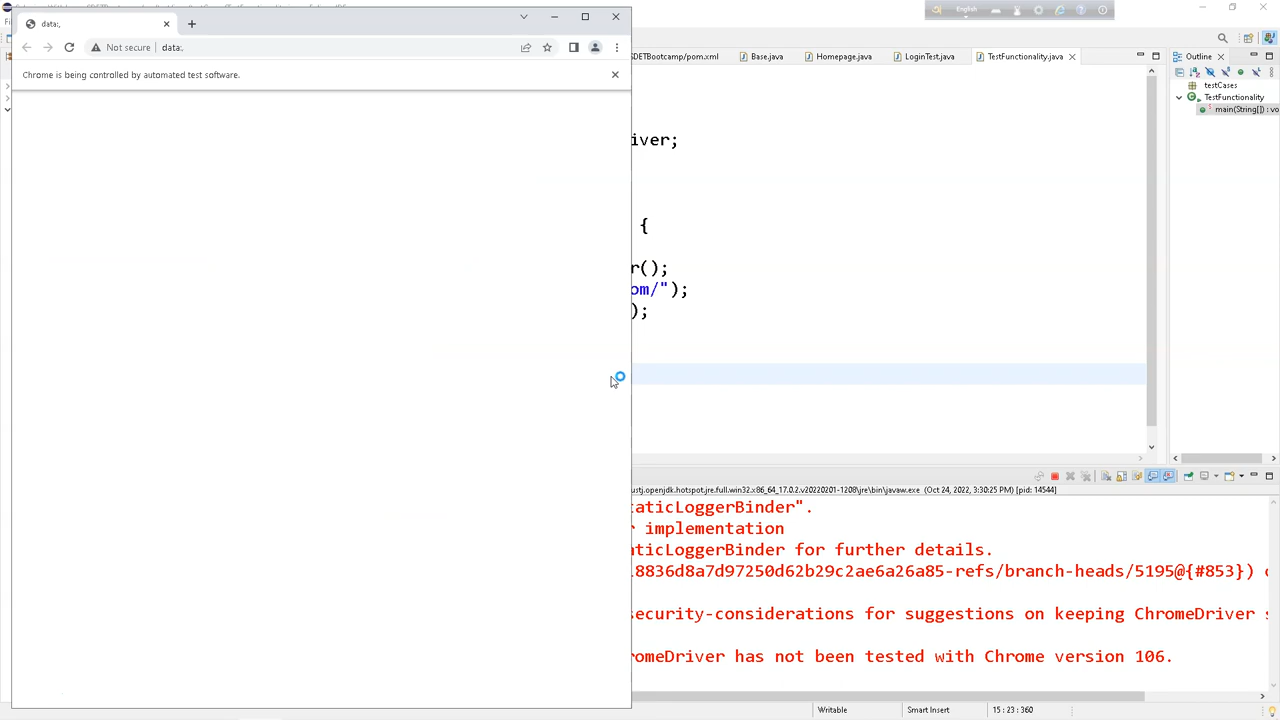 data:,
English
Not secure
data:,
Chrome is being controlled by automated test software.
SDETBootcamp/pom.xml
Base.java
Homepage.java
LoginTest.java
TestFunctionality.java
Outline
testCases
TestFunctionality
main(String[]) : vo
iver;
{
r();
om/");
);
ustj.openjdk.hotspot.jre.full.win32.x86_64_17.0.2.v20220201-1208\jre\bin\javaw.exe (Oct 24, 2022, 3:30:25 PM) [pid: 14544]
taticLoggerBinder".
r implementation
aticLoggerBinder for further details.
8836d8a7d97250d62b29c2ae6a26a85-refs/branch-heads/5195@{#853})
security-considerations for suggestions on keeping ChromeDriver s
romeDriver has not been tested with Chrome version 106.
Writable
Smart Insert
15 : 23 : 360